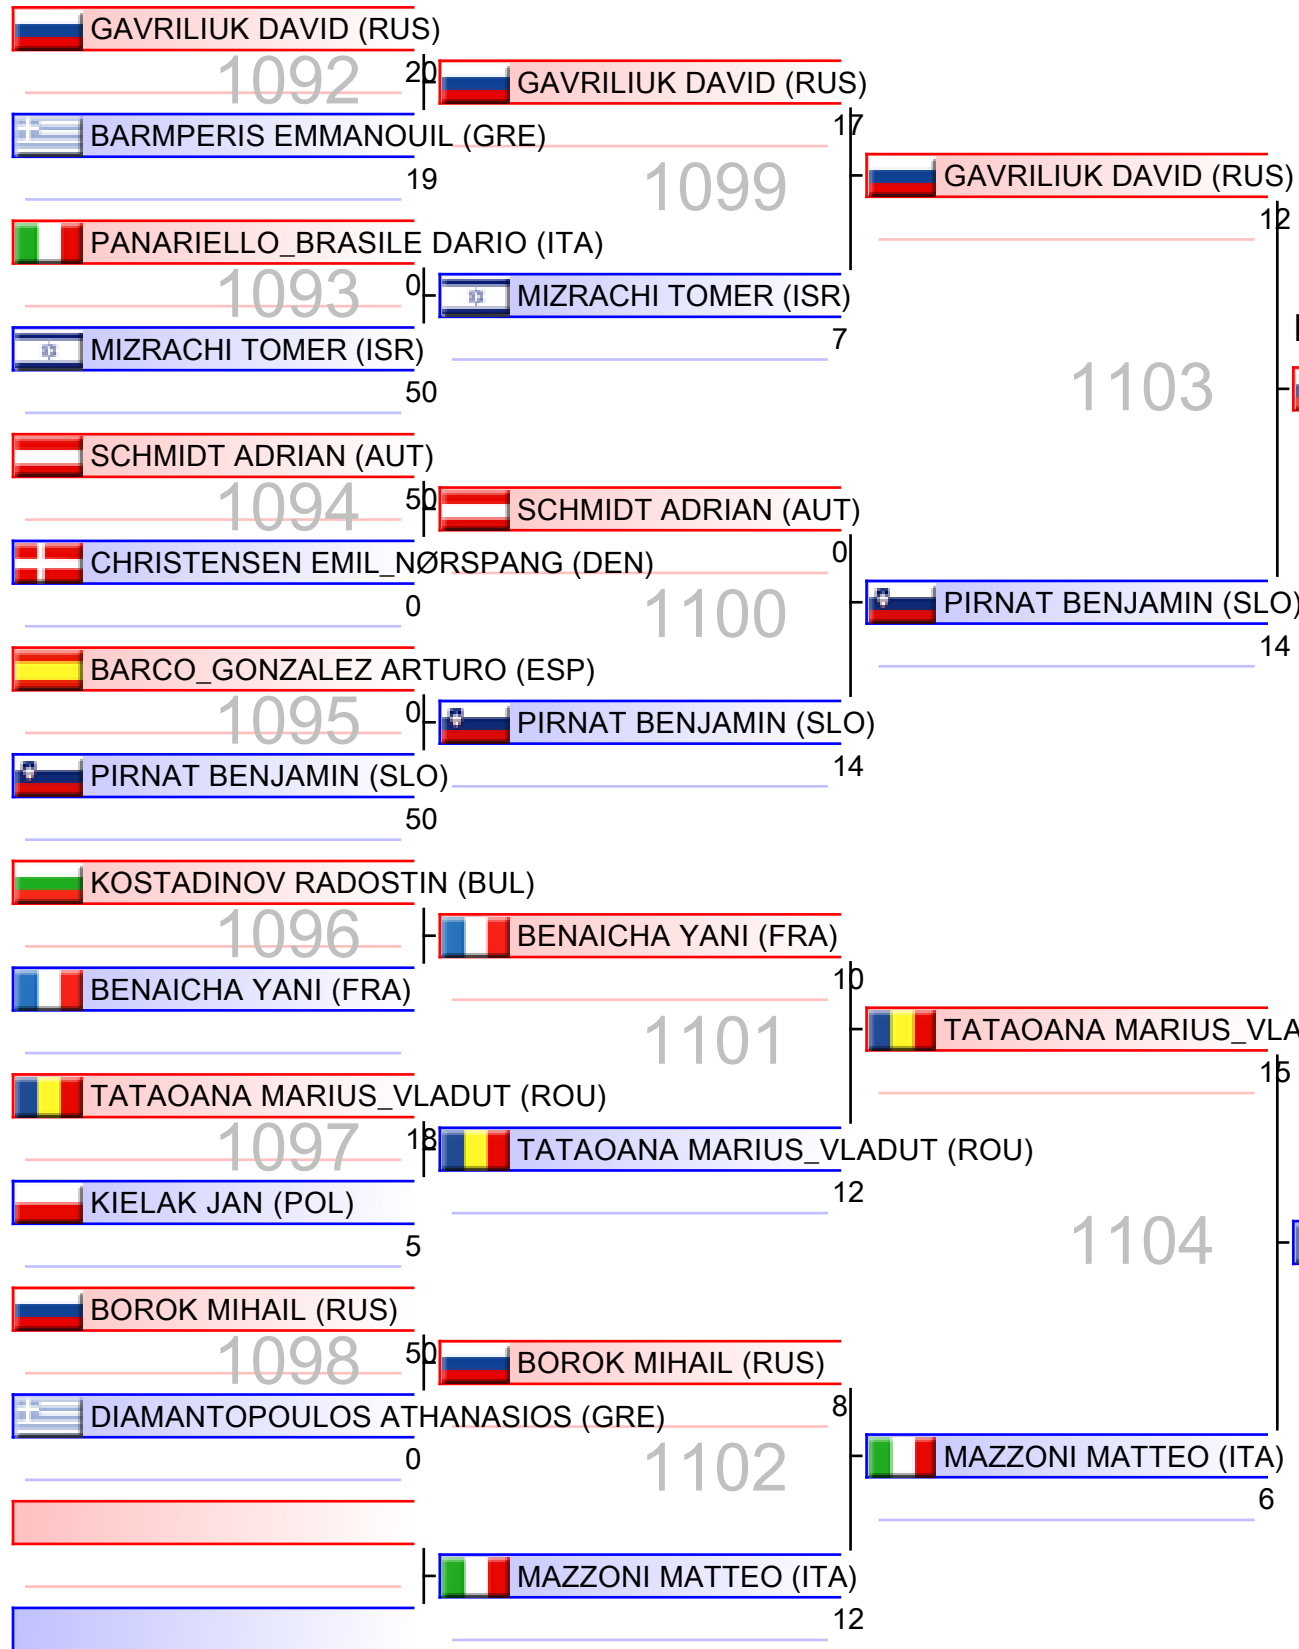 GAVRILIUK DAVID (RUS)
1092
20
GAVRILIUK DAVID (RUS)
BARMPERIS EMMANOUIL (GRE)
17
19
1099
GAVRILIUK DAVID (RUS)
12
PANARIELLO_BRASILE DARIO (ITA)
1093
0
MIZRACHI TOMER (ISR)
MIZRACHI TOMER (ISR)
7
50
1103
SCHMIDT ADRIAN (AUT)
1094
50
SCHMIDT ADRIAN (AUT)
CHRISTENSEN EMIL_NØRSPANG (DEN)
0
0
1100
PIRNAT BENJAMIN (SLO)
14
BARCO_GONZALEZ ARTURO (ESP)
1095
0
PIRNAT BENJAMIN (SLO)
PIRNAT BENJAMIN (SLO)
14
50
KOSTADINOV RADOSTIN (BUL)
1096
BENAICHA YANI (FRA)
BENAICHA YANI (FRA)
10
1101
TATAOANA MARIUS_VLA
15
TATAOANA MARIUS_VLADUT (ROU)
1097
18
TATAOANA MARIUS_VLADUT (ROU)
KIELAK JAN (POL)
12
5
1104
BOROK MIHAIL (RUS)
1098
50
BOROK MIHAIL (RUS)
DIAMANTOPOULOS ATHANASIOS (GRE)
8
0
1102
MAZZONI MATTEO (ITA)
6
MAZZONI MATTEO (ITA)
12